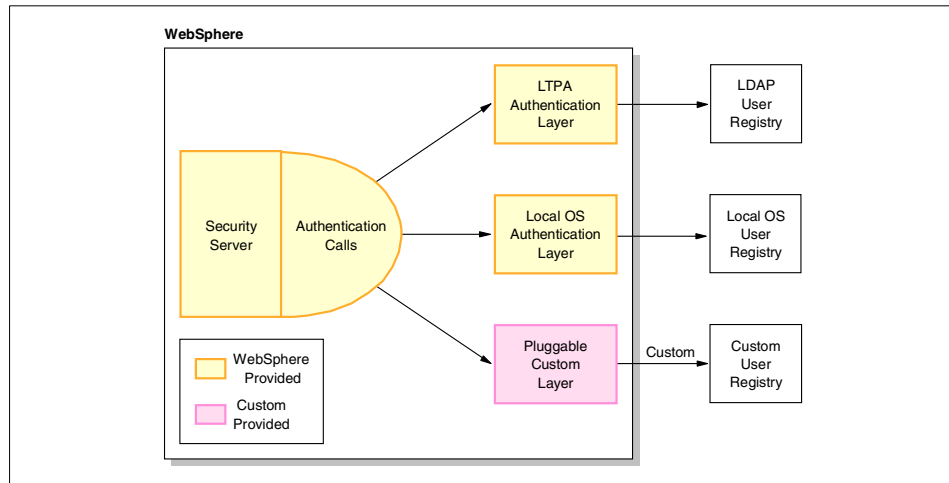 WebSphere
LTPA
Authentication
Layer
LDAP
User
Registry
Security
Server
Authentication
Calls
Local OS
Authentication
Layer
Local OS
User
Registry
Pluggable
Custom
Layer
Custom
Custom
User
Registry
WebSphere
Provided
Custom
Provided